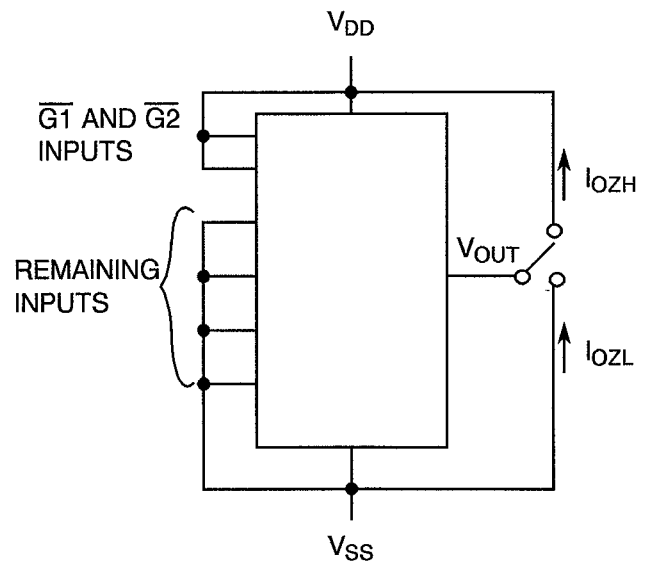 VDD
G1 AND G2
INPUTS
IOZH
VOUT
REMAINING
INPUTS
IOZL
VSS